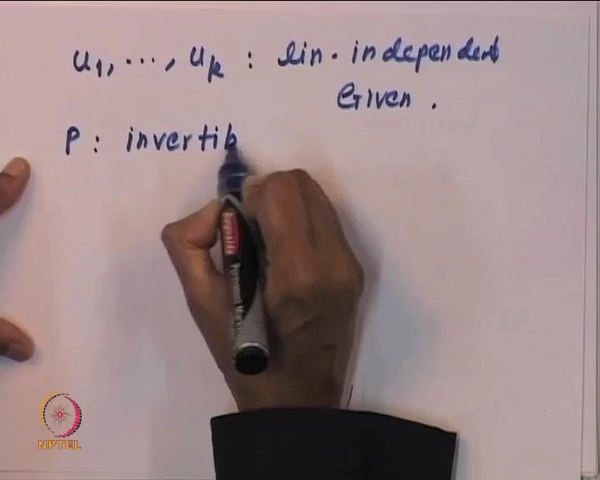 u₁, ..., uₖ : lin. independent
Given.
P : invertib
NPTEL